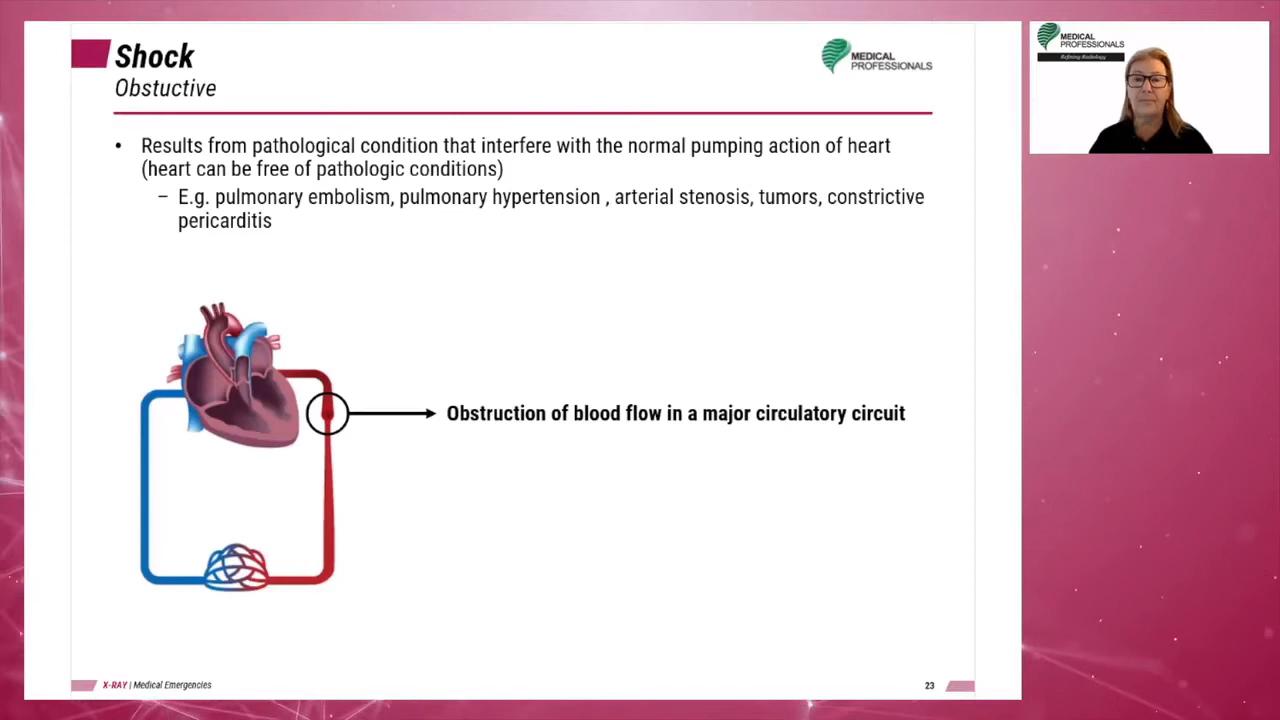 Shock
Obstuctive
MEDICAL
PROFESSIONALS
• Results from pathological condition that interfere with the normal pumping action of heart
(heart can be free of pathologic conditions)
– E.g. pulmonary embolism, pulmonary hypertension , arterial stenosis, tumors, constrictive
pericarditis
Obstruction of blood flow in a major circulatory circuit
X-RAY | Medical Emergencies
23
MEDICAL
PROFESSIONALS
Refining Radiology